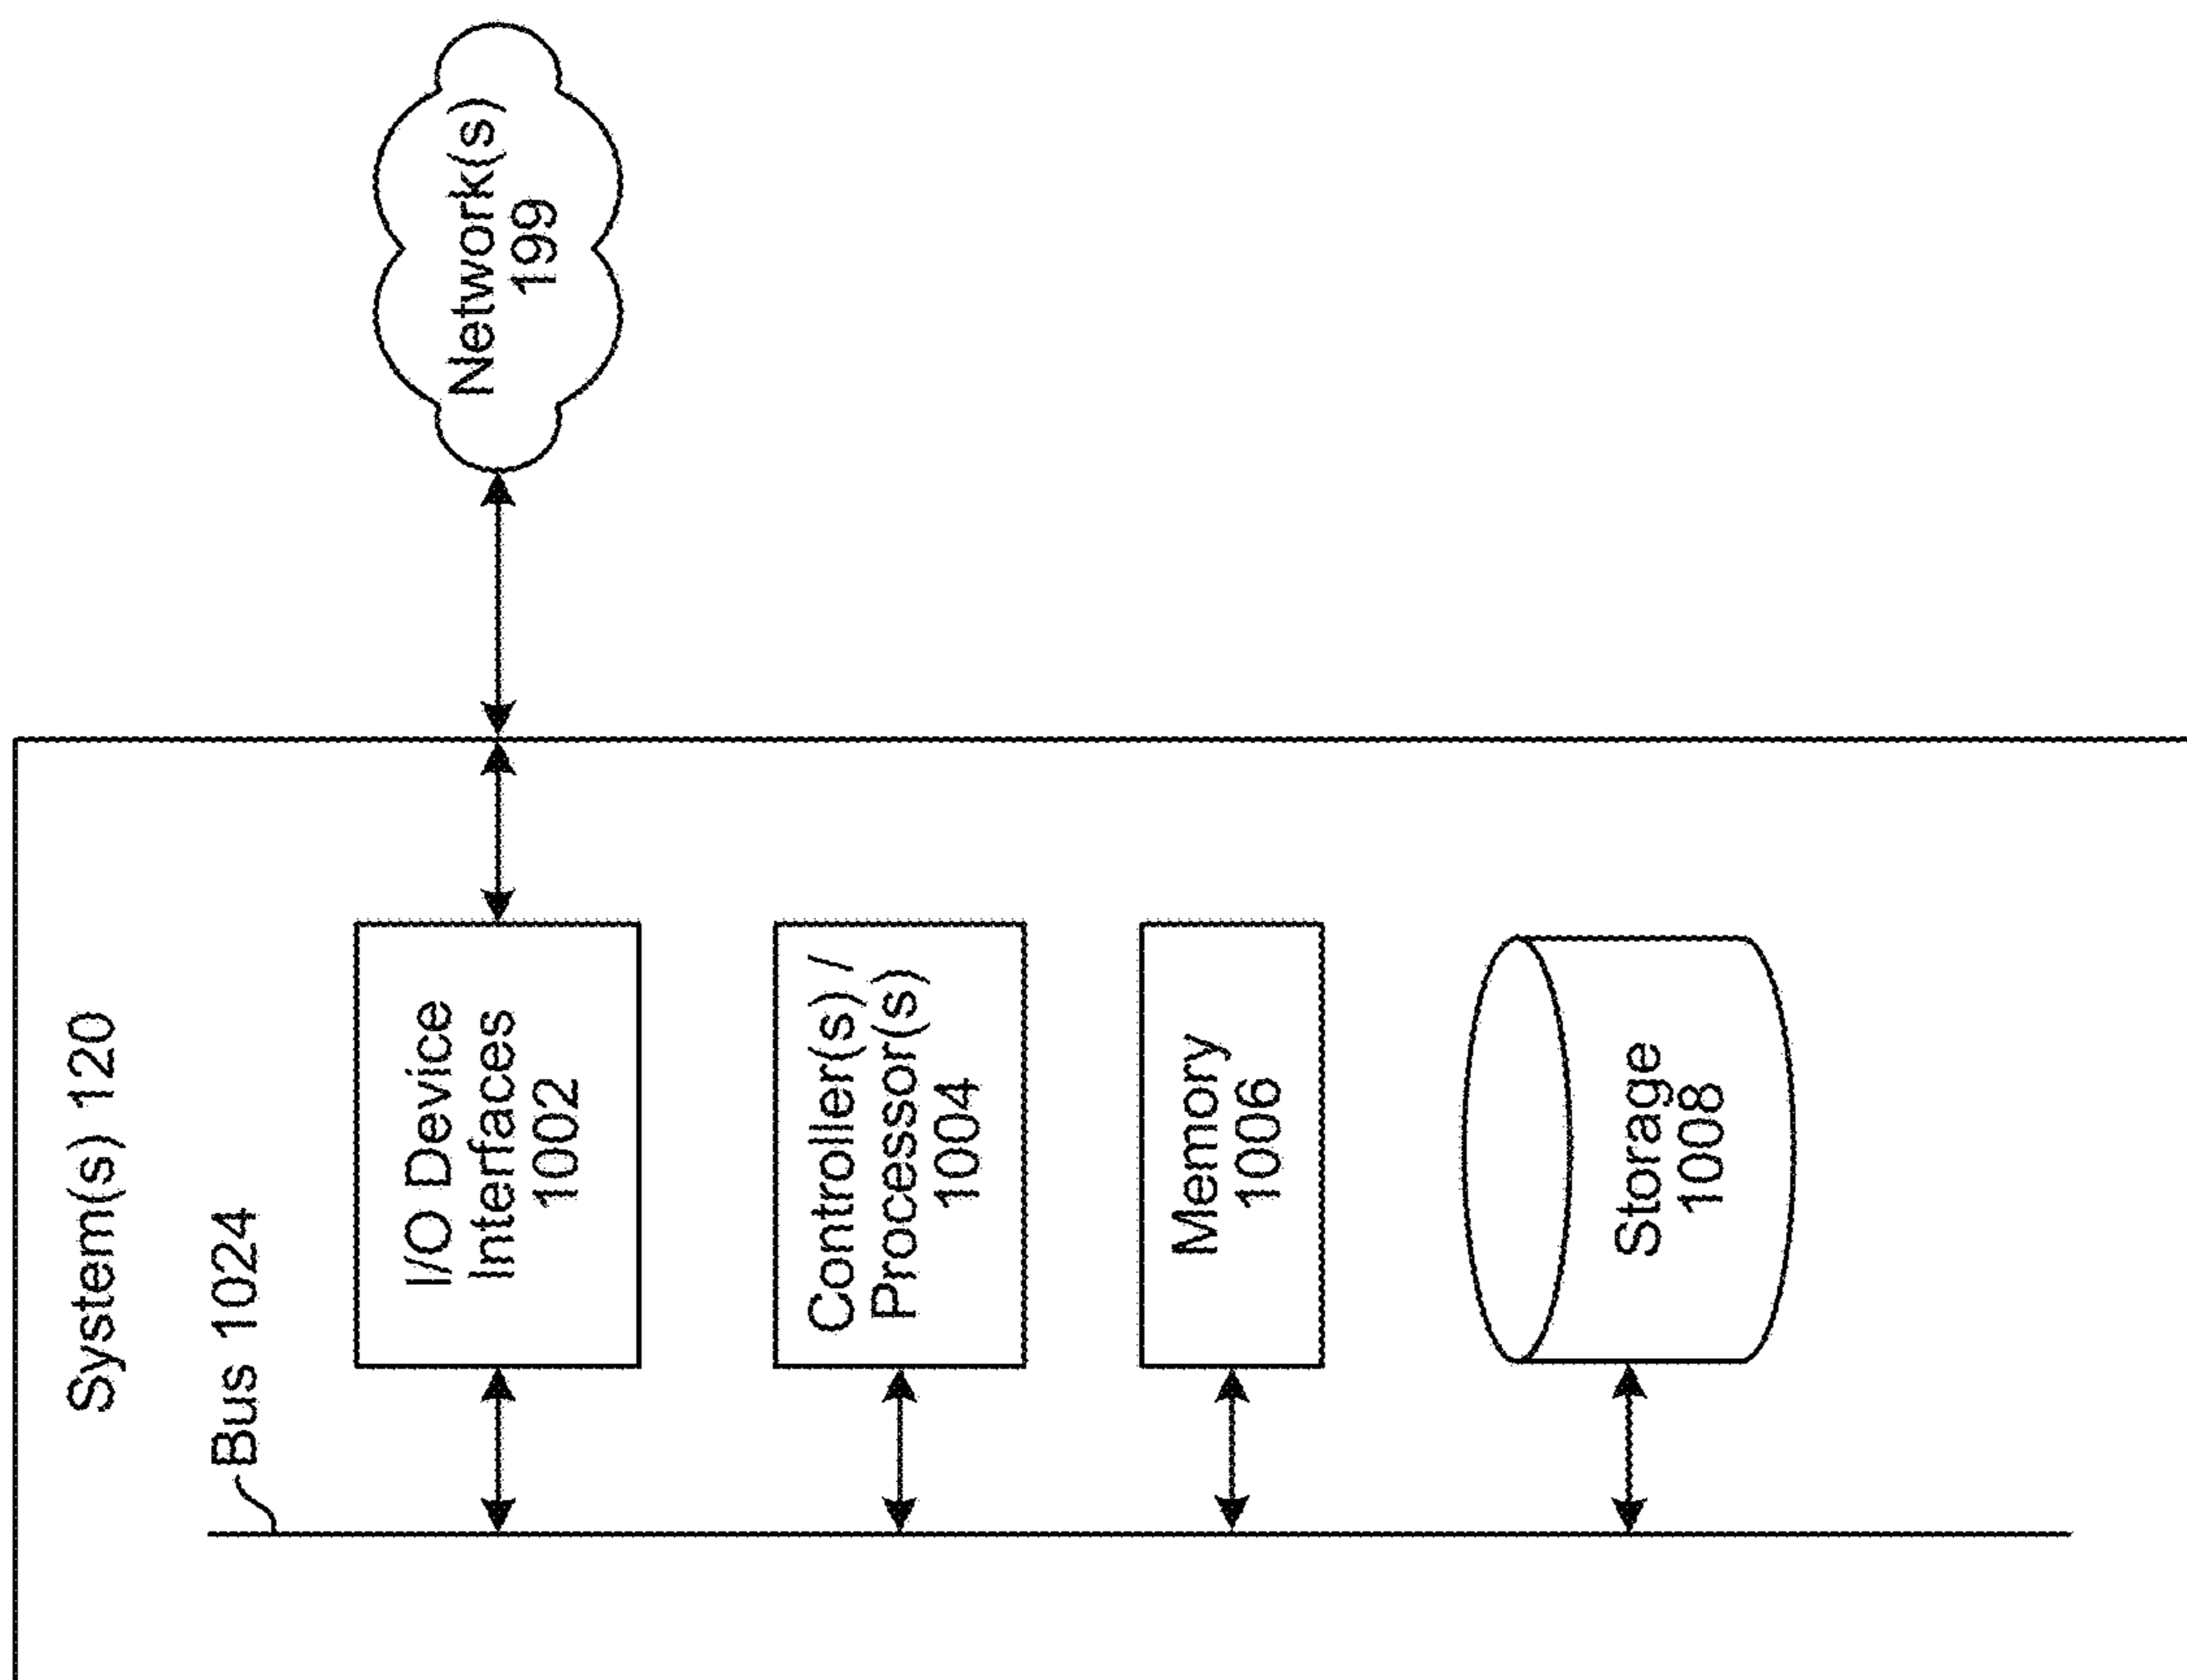 System(s) 120
Bus 1024
I/O Device
Interfaces
1002
Network(s)
199
Controller(s) /
Processor(s)
1004
Memory
1006
Storage
1008